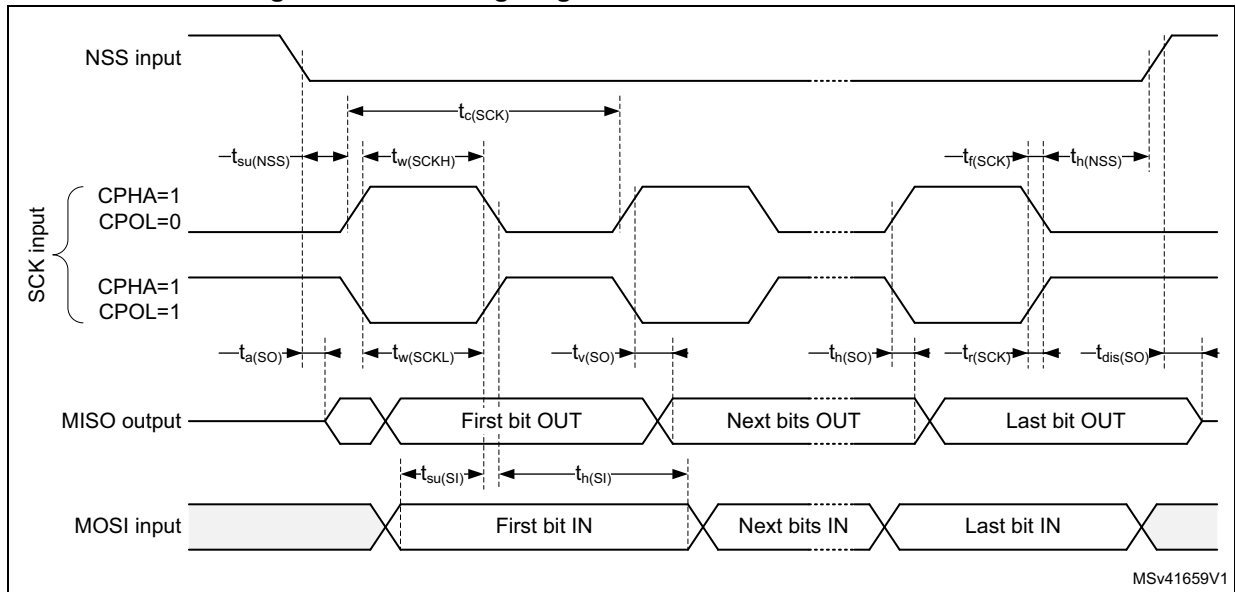 NSS input
tc(SCK)
tsu(NSS)
tw(SCKH)
tf(SCK)
th(NSS)
SCK input
CPHA=1
CPOL=0
CPHA=1
CPOL=1
ta(SO)
tw(SCKL)
tv(SO)
th(SO)
tr(SCK)
tdis(SO)
MISO output
First bit OUT
Next bits OUT
Last bit OUT
tsu(SI)
th(SI)
MOSI input
First bit IN
Next bits IN
Last bit IN
MSv41659V1